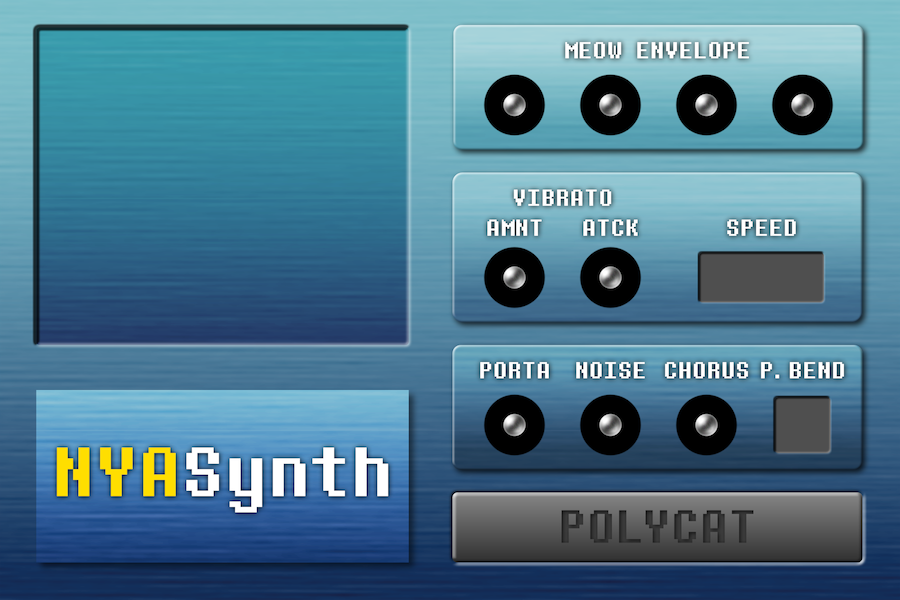 MEOW ENVELOPE
VIBRATO
AMNT ATCK SPEED
PORTA NOISE CHORUS P. BEND
NYASynth
POLYCAT